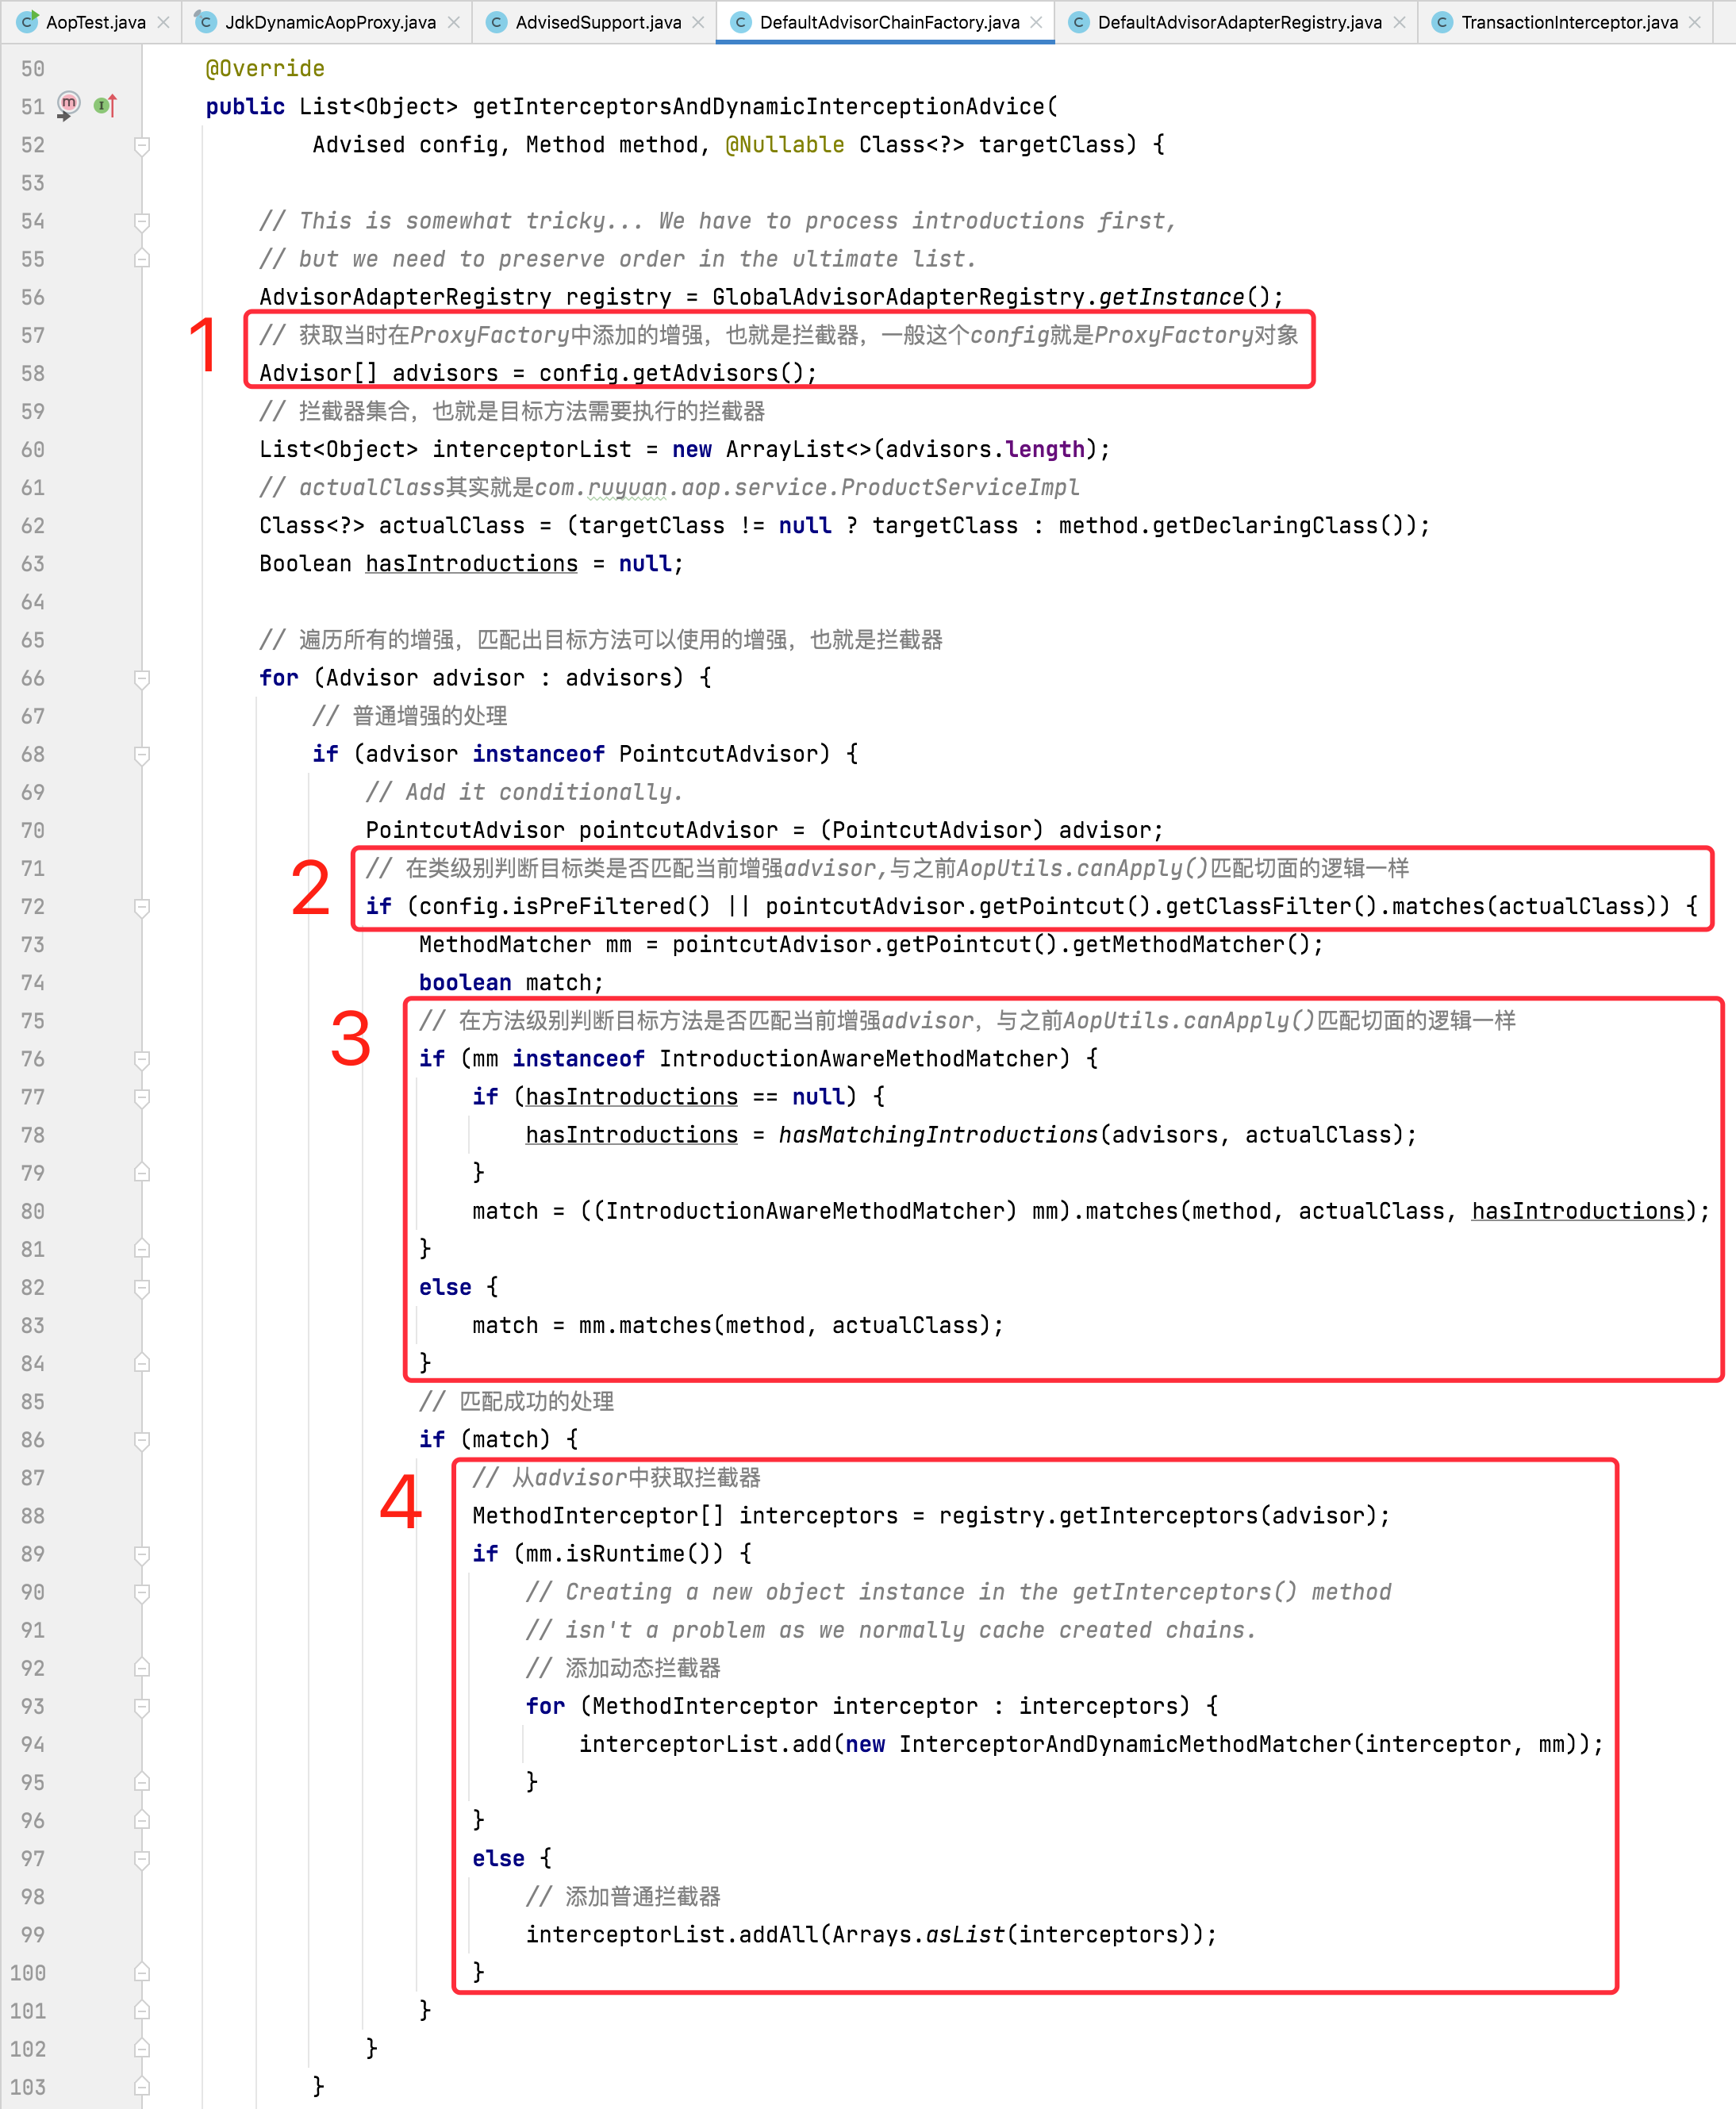 AopTest.java JdkDynamicAopProxy.java AdvisedSupport.java DefaultAdvisorChainFactory.java DefaultAdvisorAdapterRegistry.java TransactionInterceptor.java
50 @Override
51 public List<Object> getInterceptorsAndDynamicInterceptionAdvice(
52 Advised config, Method method, @Nullable Class<?> targetClass) {
53
54 // This is somewhat tricky... We have to process introductions first,
55 // but we need to preserve order in the ultimate list.
56 AdvisorAdapterRegistry registry = GlobalAdvisorAdapterRegistry.getInstance();
1
57 // 获取当时在ProxyFactory中添加的增强，也就是拦截器，一般这个config就是ProxyFactory对象
58 Advisor[] advisors = config.getAdvisors();
59 // 拦截器集合，也就是目标方法需要执行的拦截器
60 List<Object> interceptorList = new ArrayList<>(advisors.length);
61 // actualClass其实就是com.ruyuan.aop.service.ProductServiceImpl
62 Class<?> actualClass = (targetClass != null ? targetClass : method.getDeclaringClass());
63 Boolean hasIntroductions = null;
64
65 // 遍历所有的增强，匹配出目标方法可以使用的增强，也就是拦截器
66 for (Advisor advisor : advisors) {
67 // 普通增强的处理
68 if (advisor instanceof PointcutAdvisor) {
69 // Add it conditionally.
70 PointcutAdvisor pointcutAdvisor = (PointcutAdvisor) advisor;
2
71 // 在类级别判断目标类是否匹配当前增强advisor,与之前AopUtils.canApply()匹配切面的逻辑一样
72 if (config.isPreFiltered() || pointcutAdvisor.getPointcut().getClassFilter().matches(actualClass)) {
73 MethodMatcher mm = pointcutAdvisor.getPointcut().getMethodMatcher();
74 boolean match;
3
75 // 在方法级别判断目标方法是否匹配当前增强advisor，与之前AopUtils.canApply()匹配切面的逻辑一样
76 if (mm instanceof IntroductionAwareMethodMatcher) {
77 if (hasIntroductions == null) {
78 hasIntroductions = hasMatchingIntroductions(advisors, actualClass);
79 }
80 match = ((IntroductionAwareMethodMatcher) mm).matches(method, actualClass, hasIntroductions);
81 }
82 else {
83 match = mm.matches(method, actualClass);
84 }
85 // 匹配成功的处理
86 if (match) {
4
87 // 从advisor中获取拦截器
88 MethodInterceptor[] interceptors = registry.getInterceptors(advisor);
89 if (mm.isRuntime()) {
90 // Creating a new object instance in the getInterceptors() method
91 // isn't a problem as we normally cache created chains.
92 // 添加动态拦截器
93 for (MethodInterceptor interceptor : interceptors) {
94 interceptorList.add(new InterceptorAndDynamicMethodMatcher(interceptor, mm));
95 }
96 }
97 else {
98 // 添加普通拦截器
99 interceptorList.addAll(Arrays.asList(interceptors));
100 }
101 }
102 }
103 }